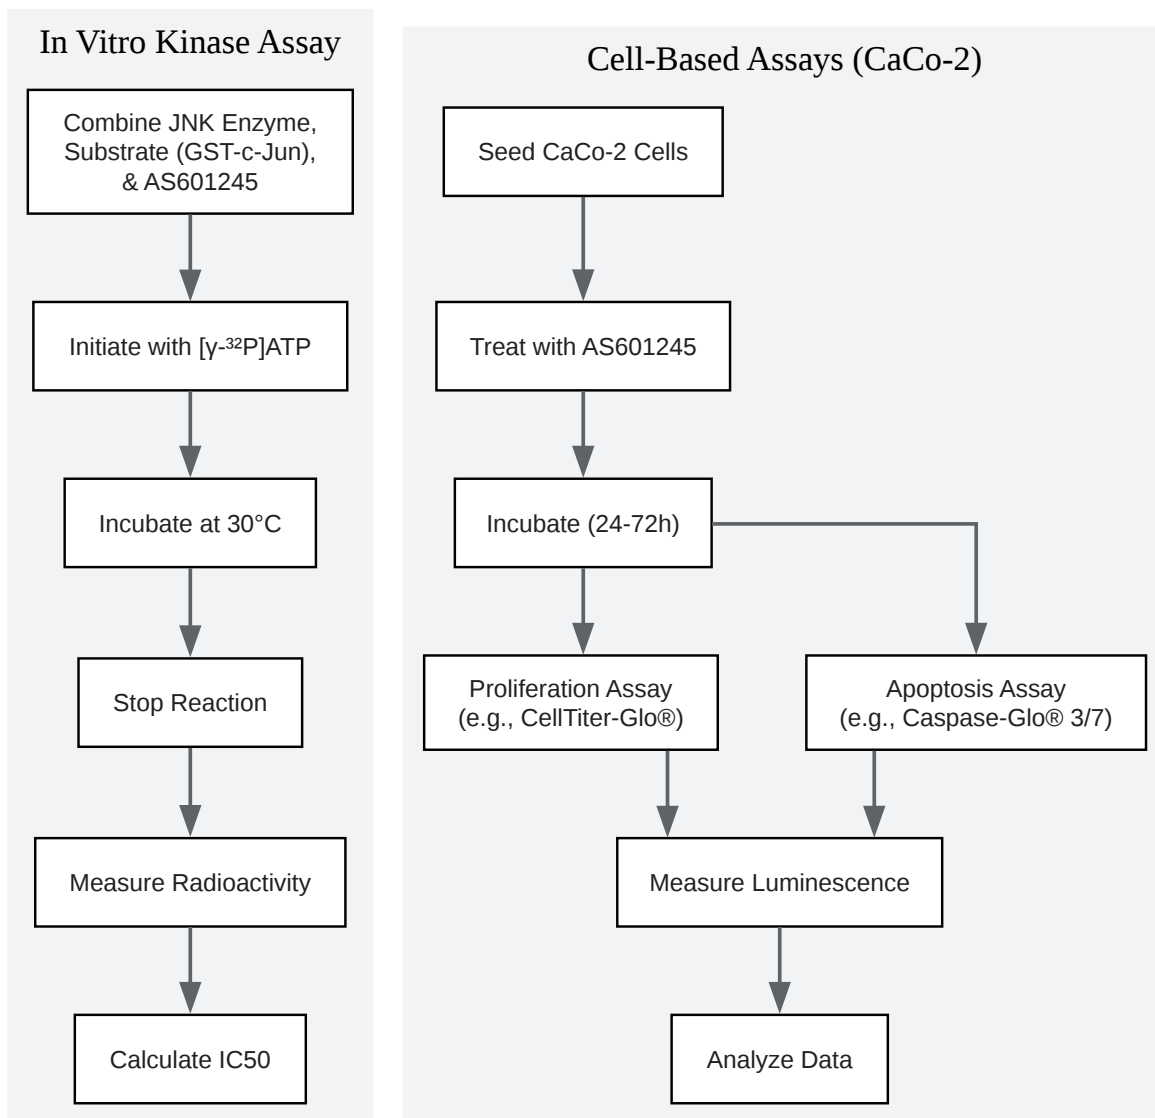 In Vitro Kinase Assay
Combine JNK Enzyme,
Substrate (GST-c-Jun),
& AS601245
Initiate with [γ-³²P]ATP
Incubate at 30°C
Stop Reaction
Measure Radioactivity
Calculate IC50
Cell-Based Assays (CaCo-2)
Seed CaCo-2 Cells
Treat with AS601245
Incubate (24-72h)
Proliferation Assay
(e.g., CellTiter-Glo®)
Apoptosis Assay
(e.g., Caspase-Glo® 3/7)
Measure Luminescence
Analyze Data